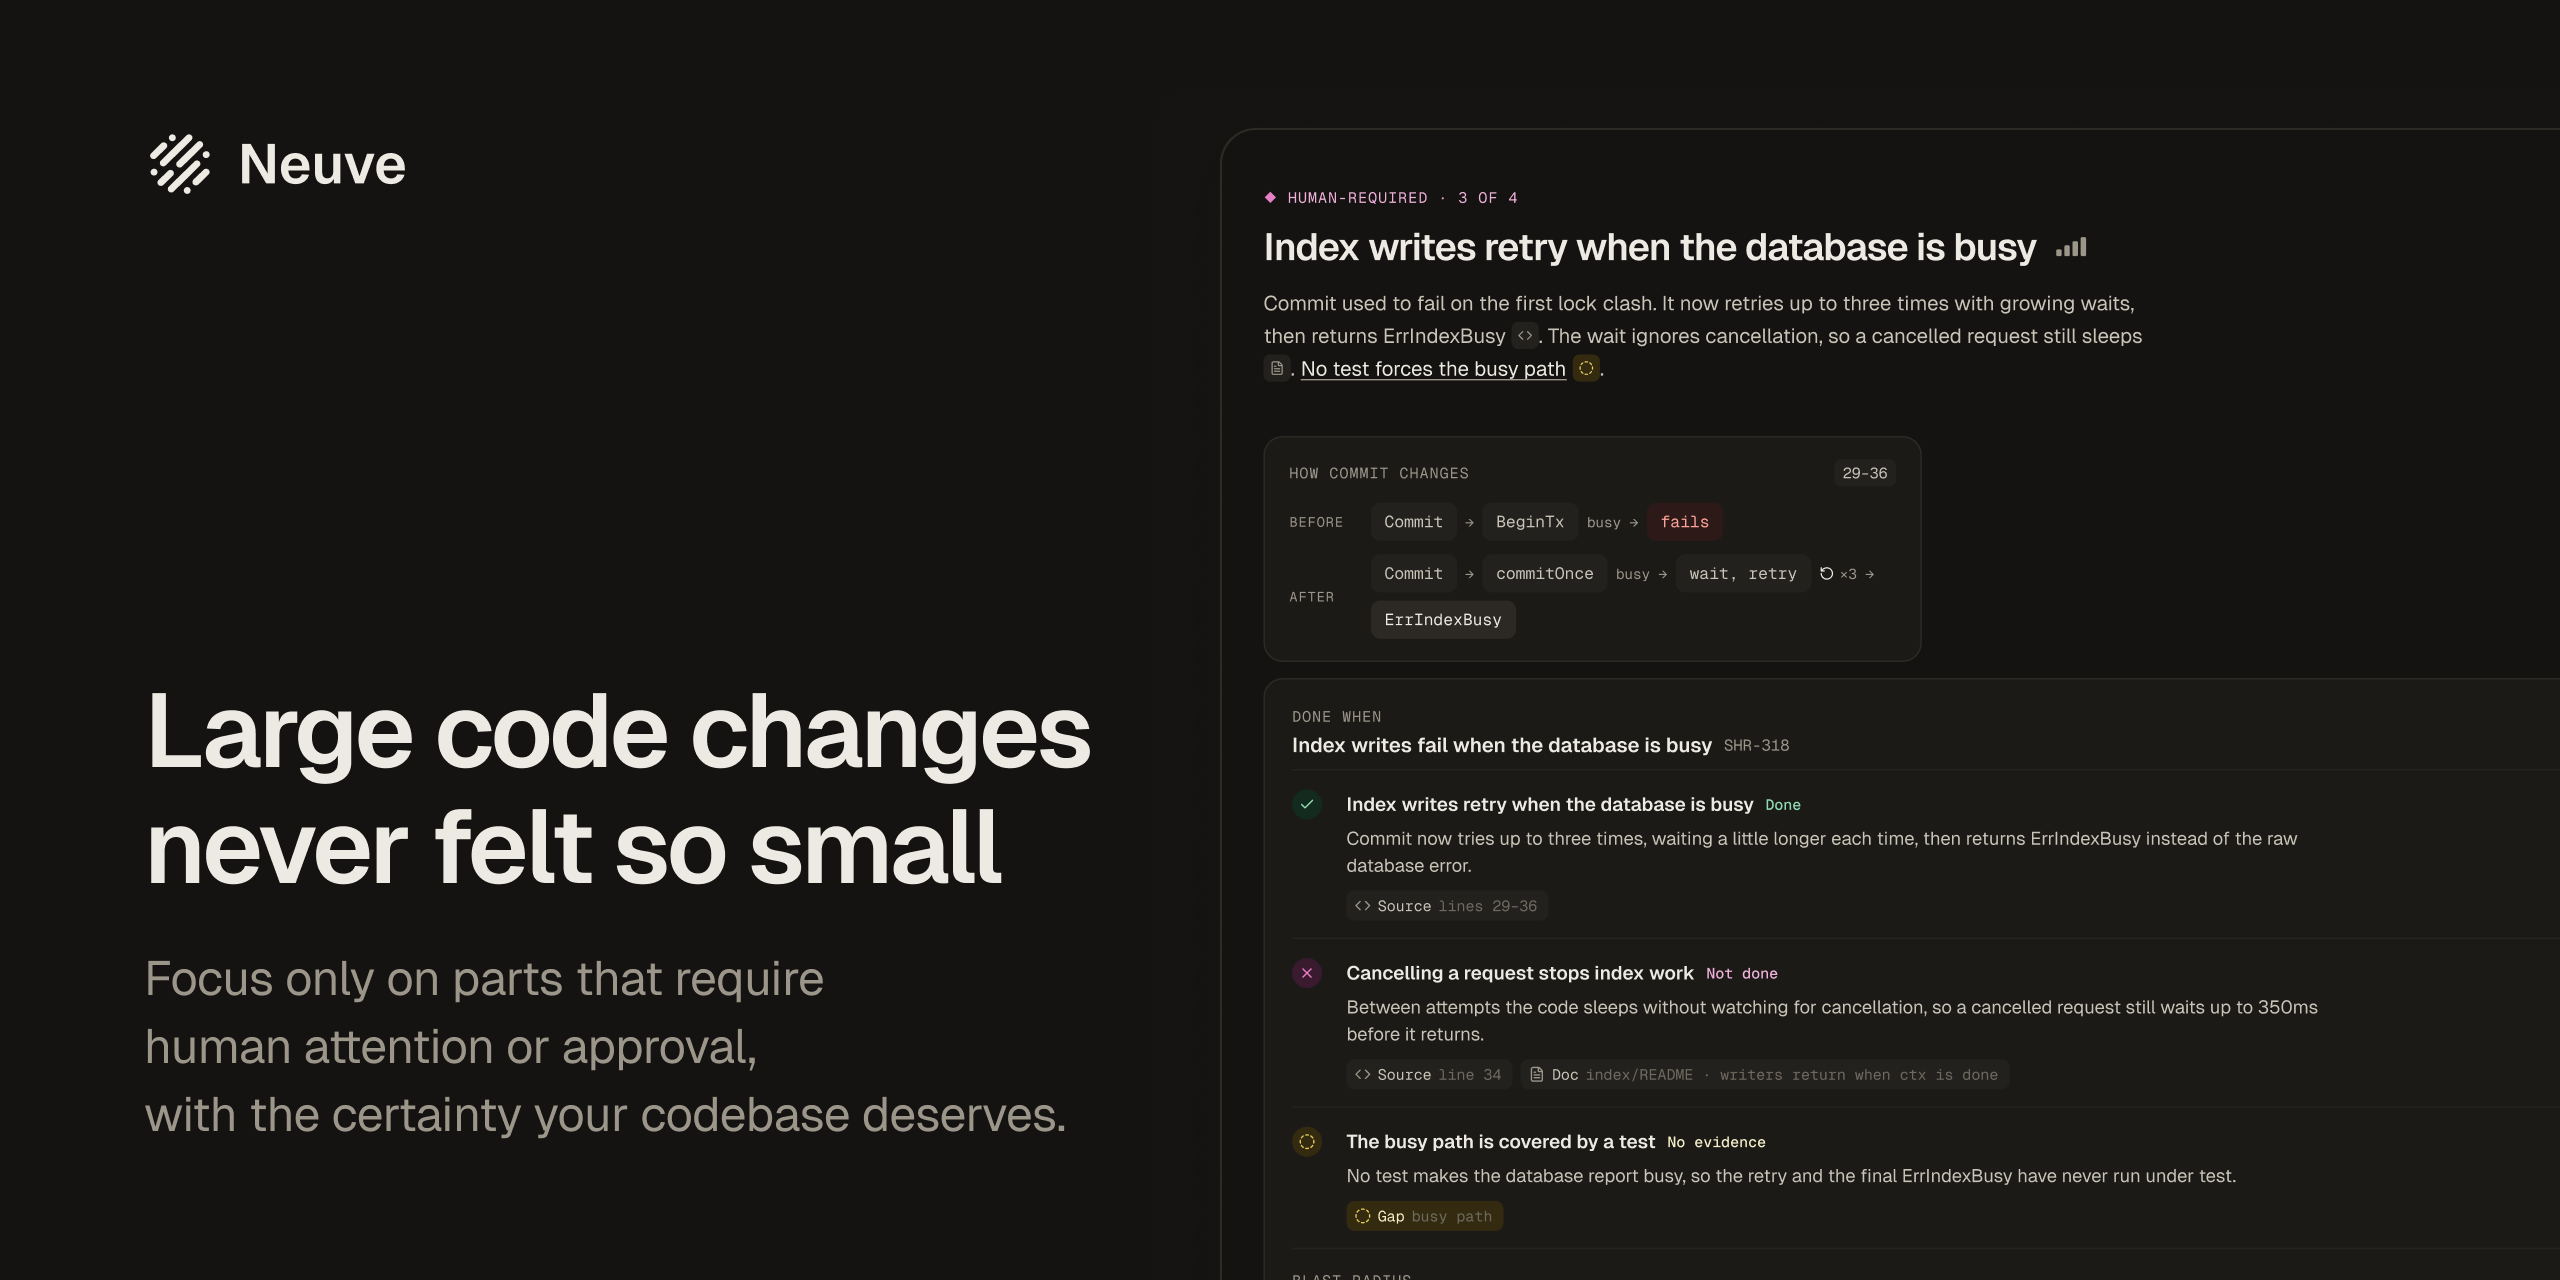 Neuve
Large code changes
never felt so small
Focus only on parts that require
human attention or approval,
with the certainty your codebase deserves.
HUMAN-REQUIRED · 3 OF 4
Index writes retry when the database is busy
Commit used to fail on the first lock clash. It now retries up to three times with growing waits,
then returns ErrIndexBusy <>. The wait ignores cancellation, so a cancelled request still sleeps
. No test forces the busy path .
HOW COMMIT CHANGES 29–36
BEFORE Commit → BeginTx busy → fails
AFTER Commit → commitOnce busy → wait, retry ×3 →
ErrIndexBusy
DONE WHEN
Index writes fail when the database is busy SHR-318
Index writes retry when the database is busy Done
Commit now tries up to three times, waiting a little longer each time, then returns ErrIndexBusy instead of the raw
database error.
<> Source lines 29–36
Cancelling a request stops index work Not done
Between attempts the code sleeps without watching for cancellation, so a cancelled request still waits up to 350ms
before it returns.
<> Source line 34 Doc index/README · writers return when ctx is done
The busy path is covered by a test No evidence
No test makes the database report busy, so the retry and the final ErrIndexBusy have never run under test.
Gap busy path
BLAST RADIUS